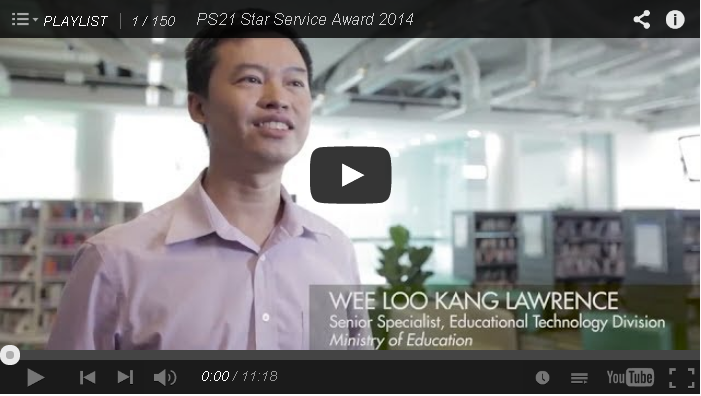 PLAYLIST 1 / 150 PS21 Star Service Award 2014
WEE LOO KANG LAWRENCE
Senior Specialist, Educational Technology Division
Ministry of Education
0:00 / 11:18 YouTube